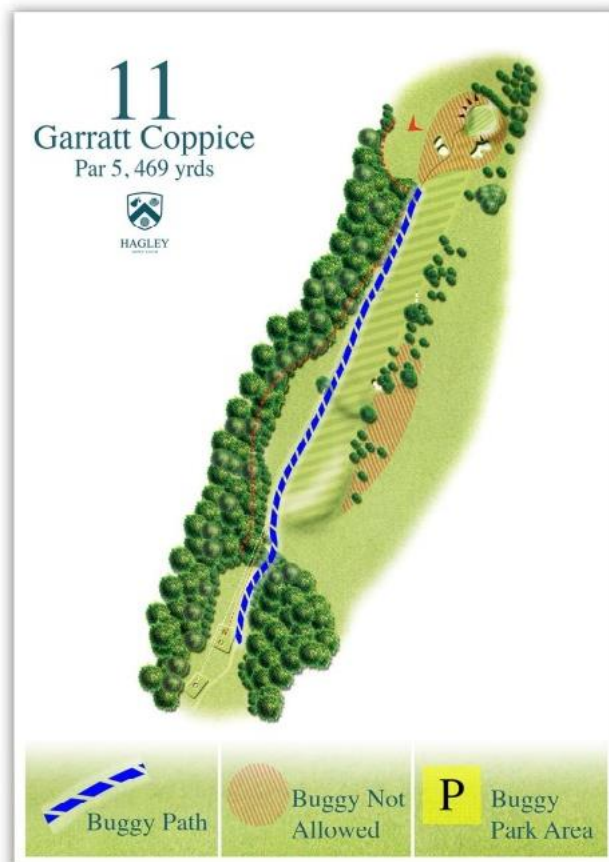 11
Garratt Coppice
Par 5, 469 yrds
HAGLEY
Buggy Path
Buggy Not
Allowed
P
Buggy
Park Area